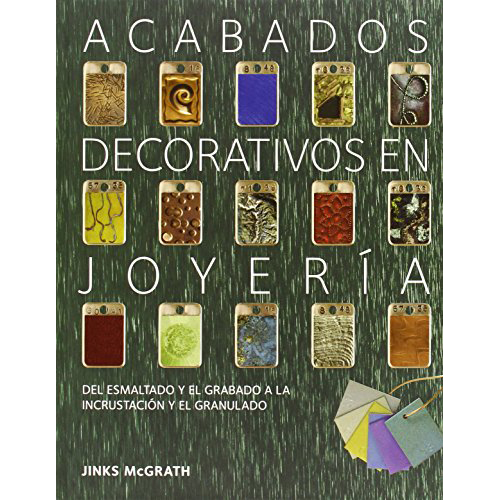 ACABADOS
DECORATIVOS EN
JOYERÍA
DEL ESMALTADO Y EL GRABADO A LA
INCRUSTACIÓN Y EL GRANULADO
JINKS McGRATH